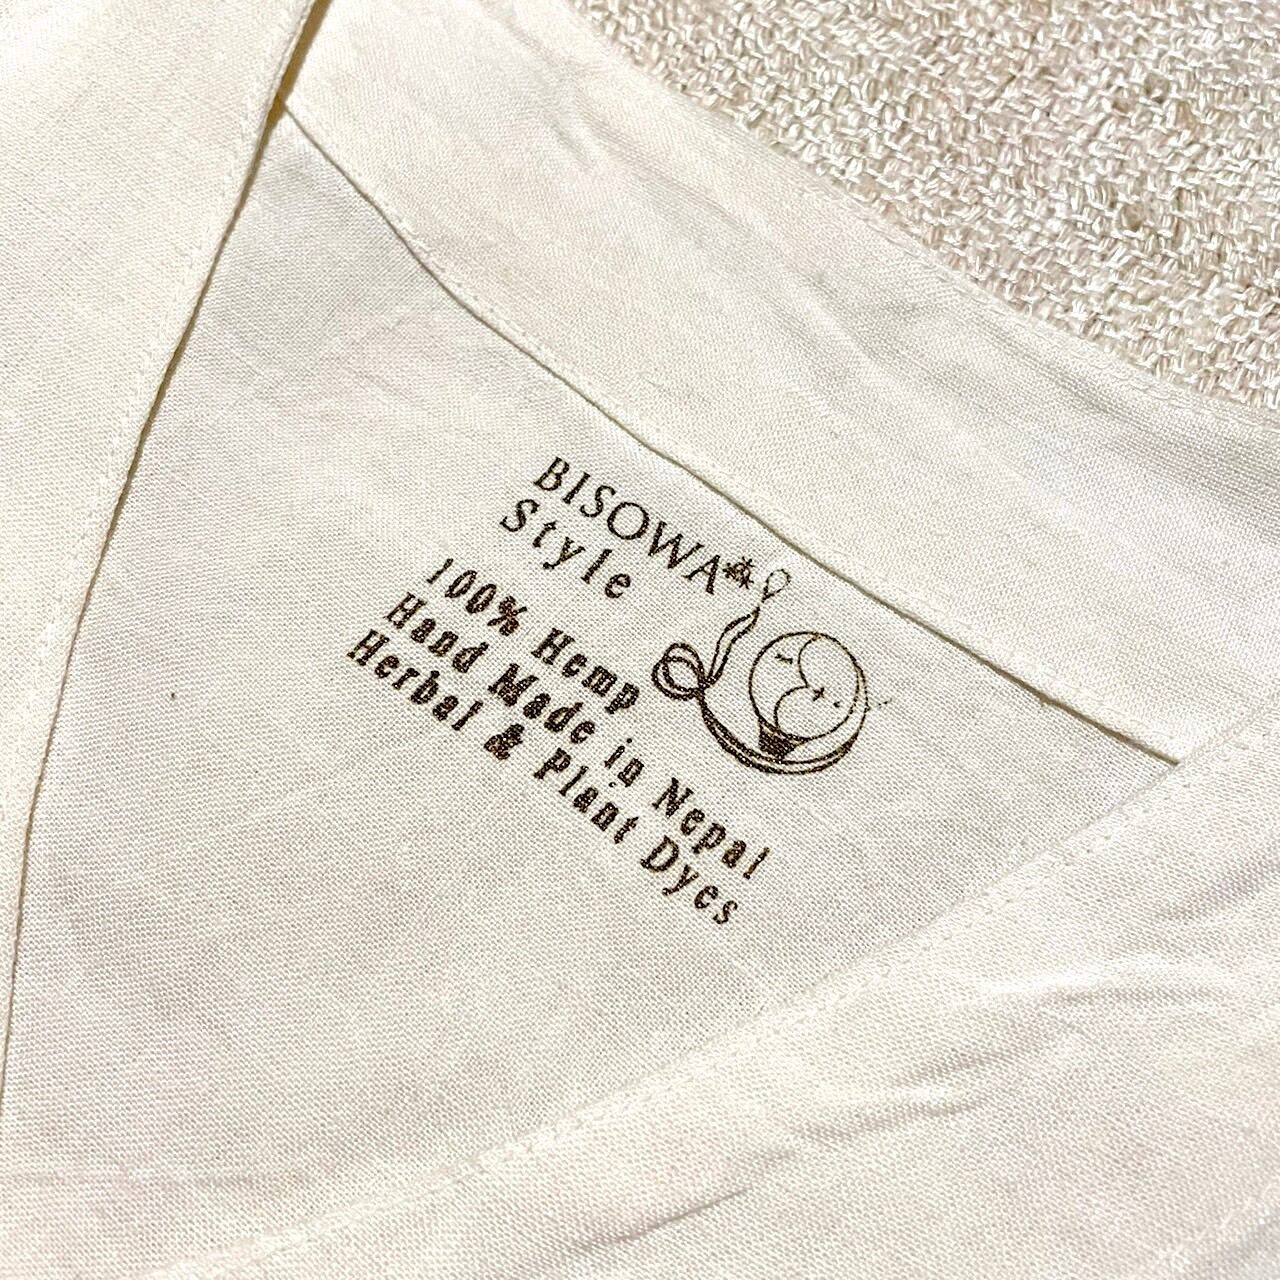 BISOWA
Style
100% Hemp
Hand Made in Nepal
Herbal & Plant Dyes